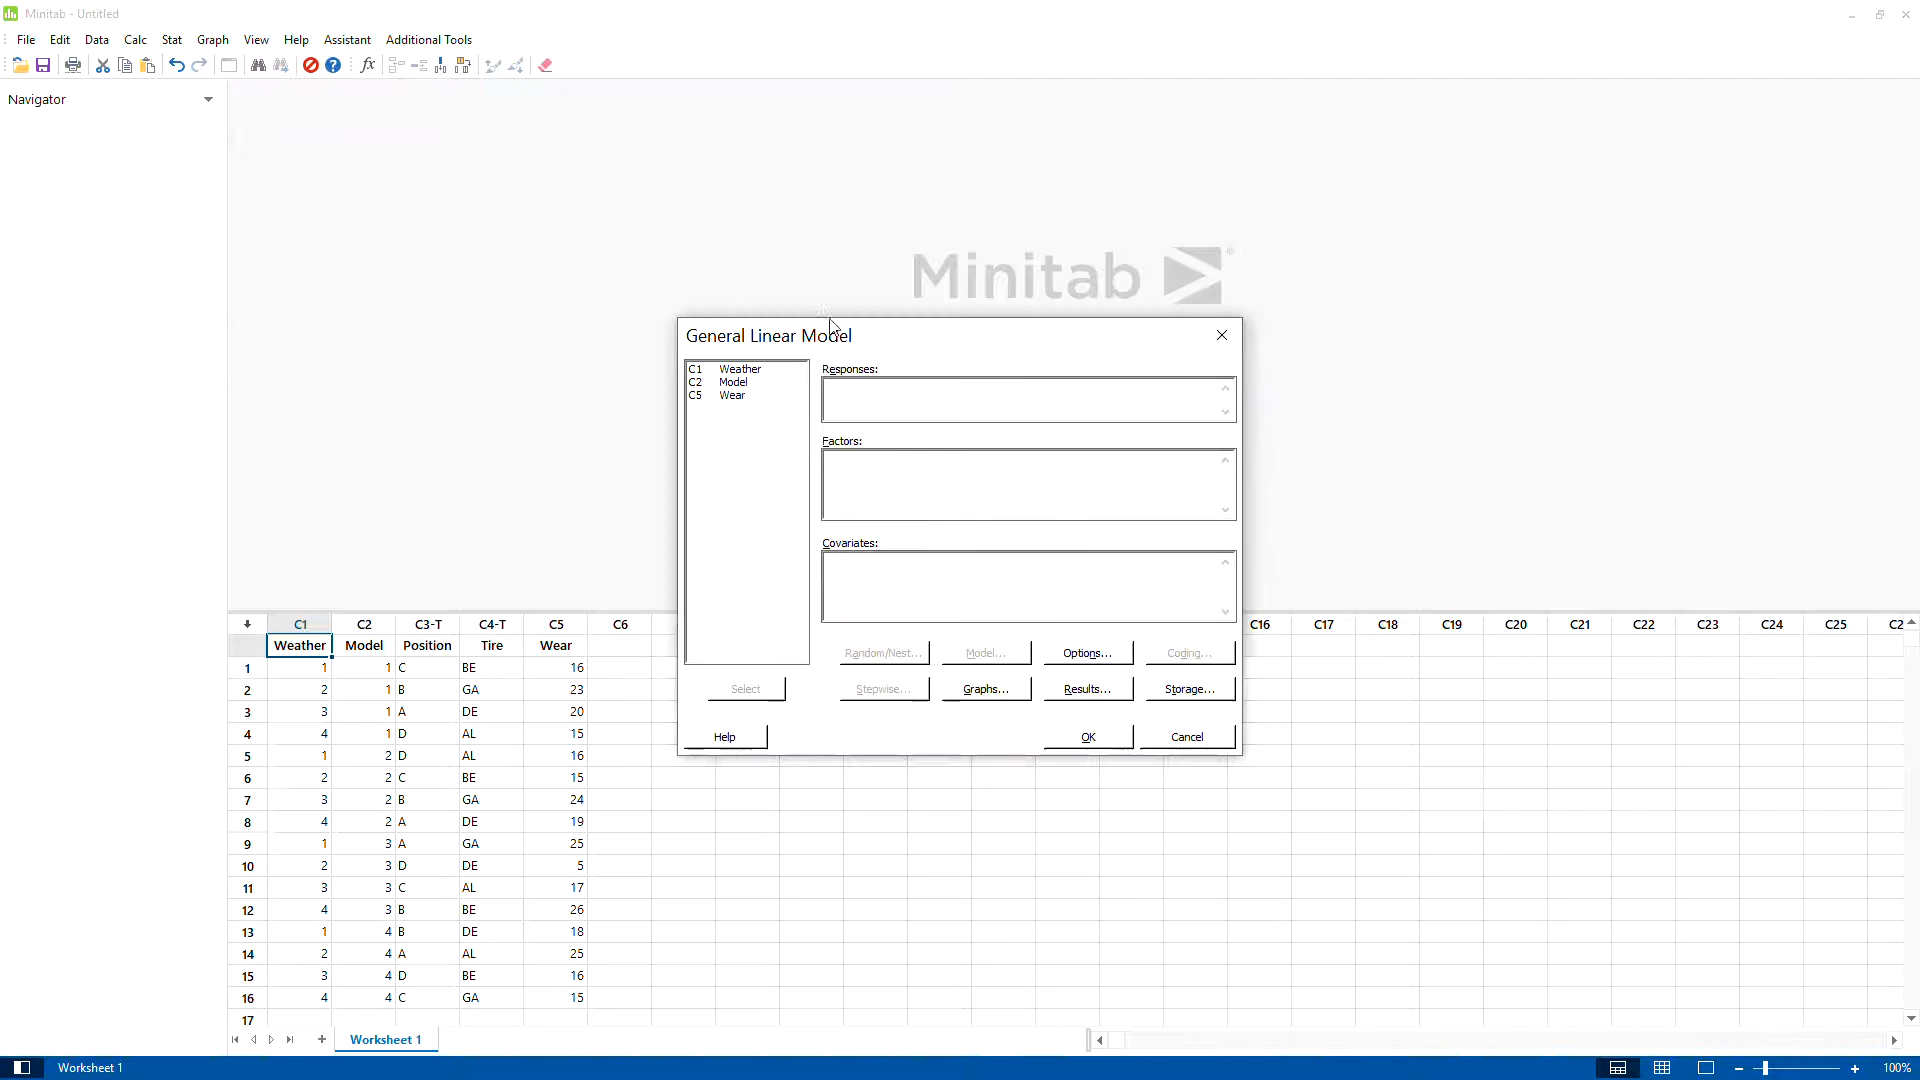 Minitab - Untitled
File Edit Data Calc Stat Graph View Help Assistant Additional Tools
Navigator
Minitab
General Linear Model
C1 Weather
C2 Model
C5 Wear
Responses:
Factors:
Covariates:
Random/Nest... Model... Options... Coding...
Select Stepwise... Graphs... Results... Storage...
Help OK Cancel
C1 C2 C3-T C4-T C5 C6 C16 C17 C18 C19 C20 C21 C22 C23 C24 C25 C2
Weather Model Position Tire Wear
1 1 1 C BE 16
2 2 1 B GA 23
3 3 1 A DE 20
4 4 1 D AL 15
5 1 2 D AL 16
6 2 2 C BE 15
7 3 2 B GA 24
8 4 2 A DE 19
9 1 3 A GA 25
10 2 3 D DE 5
11 3 3 C AL 17
12 4 3 B BE 26
13 1 4 B DE 18
14 2 4 A AL 25
15 3 4 D BE 16
16 4 4 C GA 15
17
Worksheet 1
Worksheet 1 100%